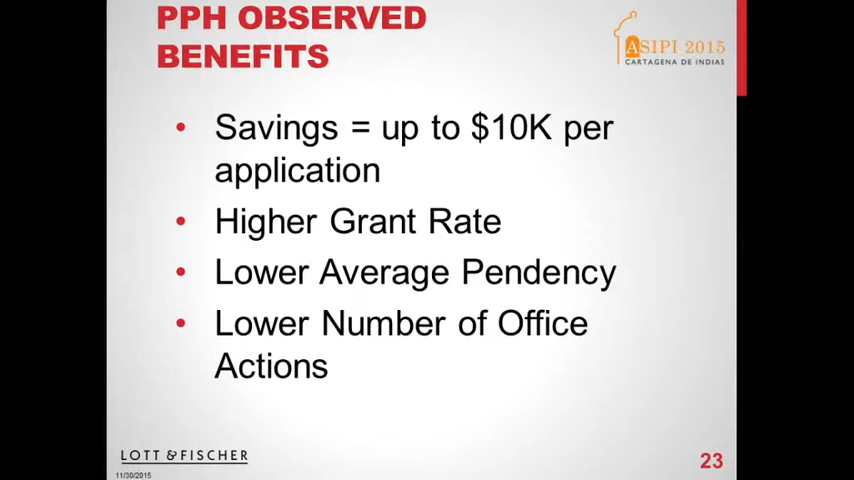 PPH OBSERVED
BENEFITS
ASIPI 2015
CARTAGENA DE INDIAS
• Savings = up to $10K per
application
• Higher Grant Rate
• Lower Average Pendency
• Lower Number of Office
Actions
LOTT & FISCHER
23
11/30/2015